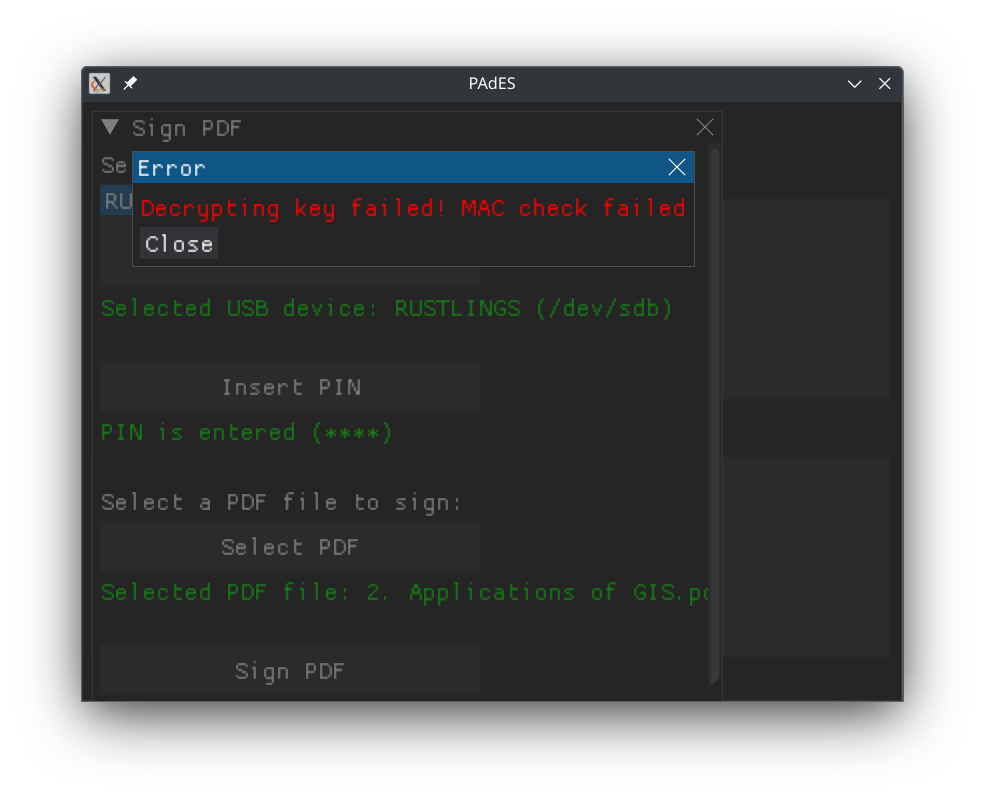 PAdES
Sign PDF
Se
Error
RU
Decrypting key failed! MAC check failed
Close
Selected USB device: RUSTLINGS (/dev/sdb)
Insert PIN
PIN is entered (****)
Select a PDF file to sign:
Select PDF
Selected PDF file: 2. Applications of GIS.pd
Sign PDF